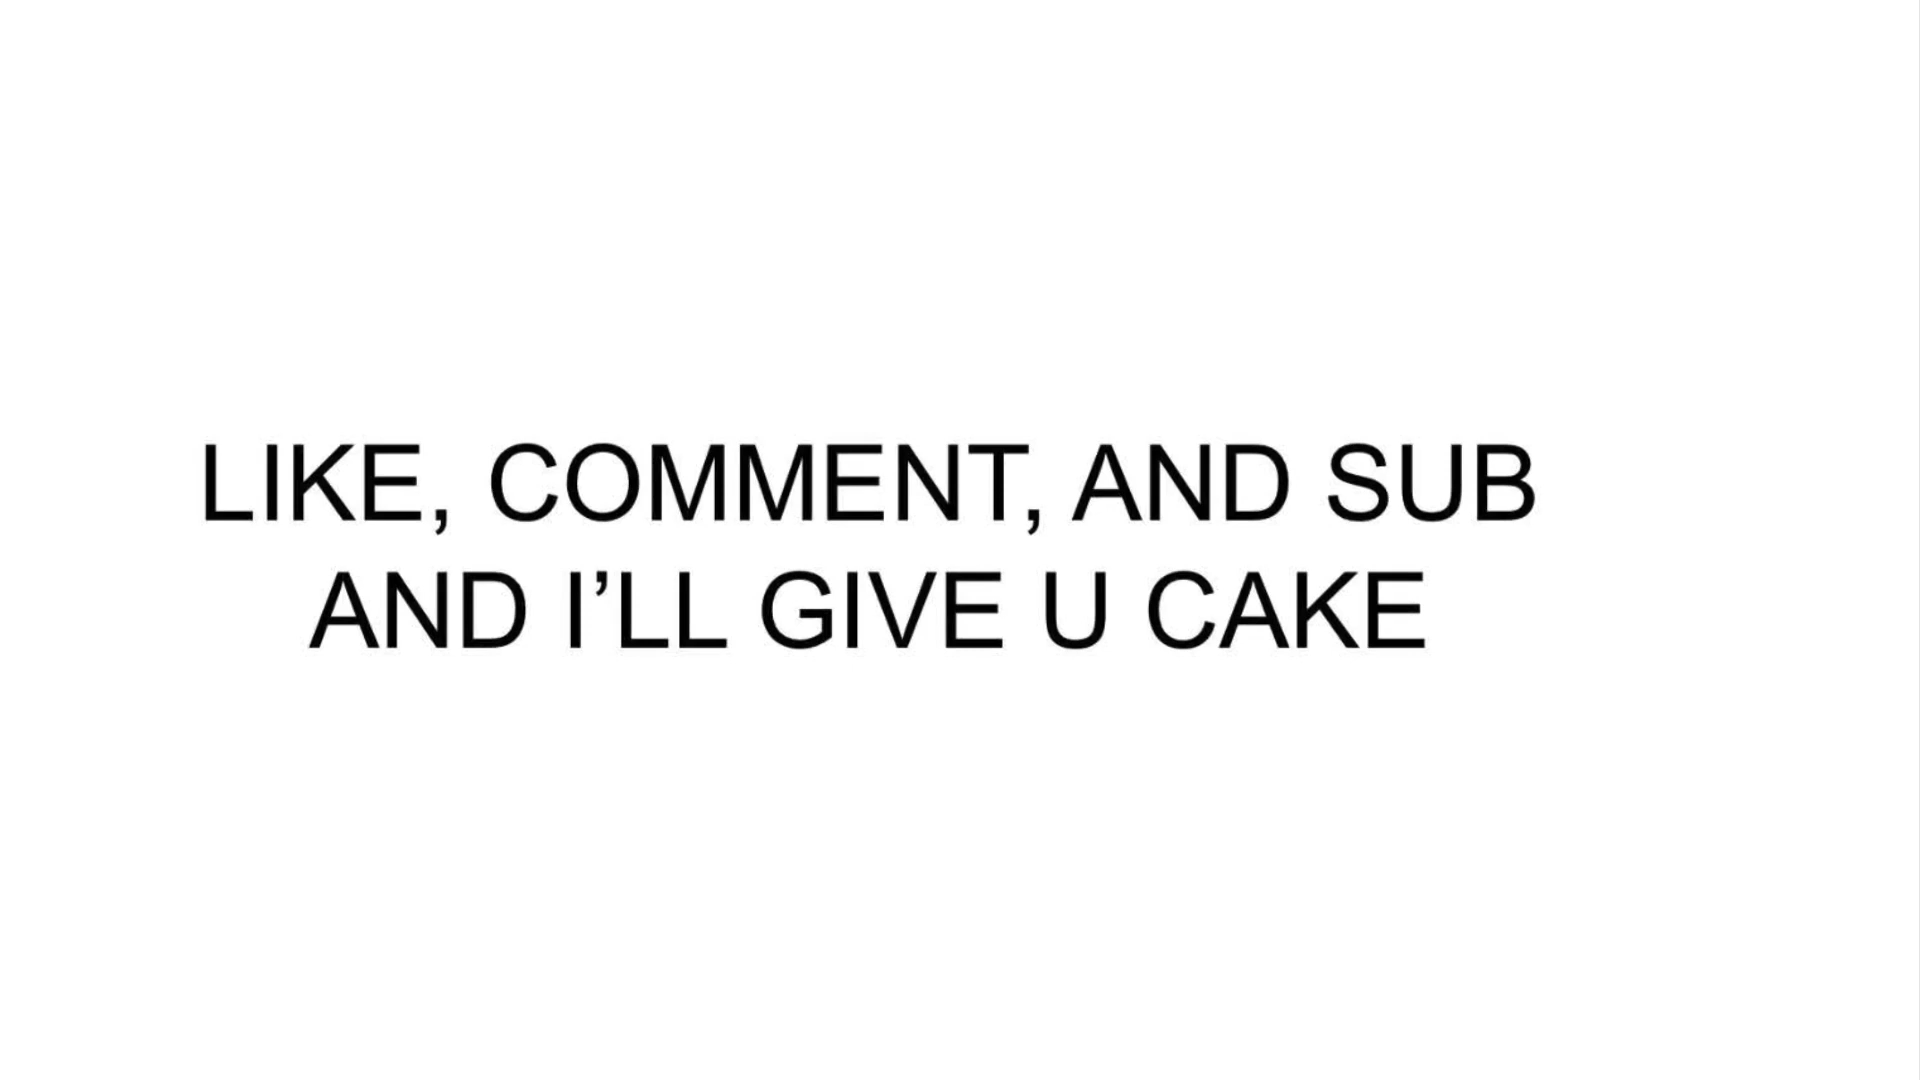 LIKE, COMMENT, AND SUB
AND I’LL GIVE U CAKE